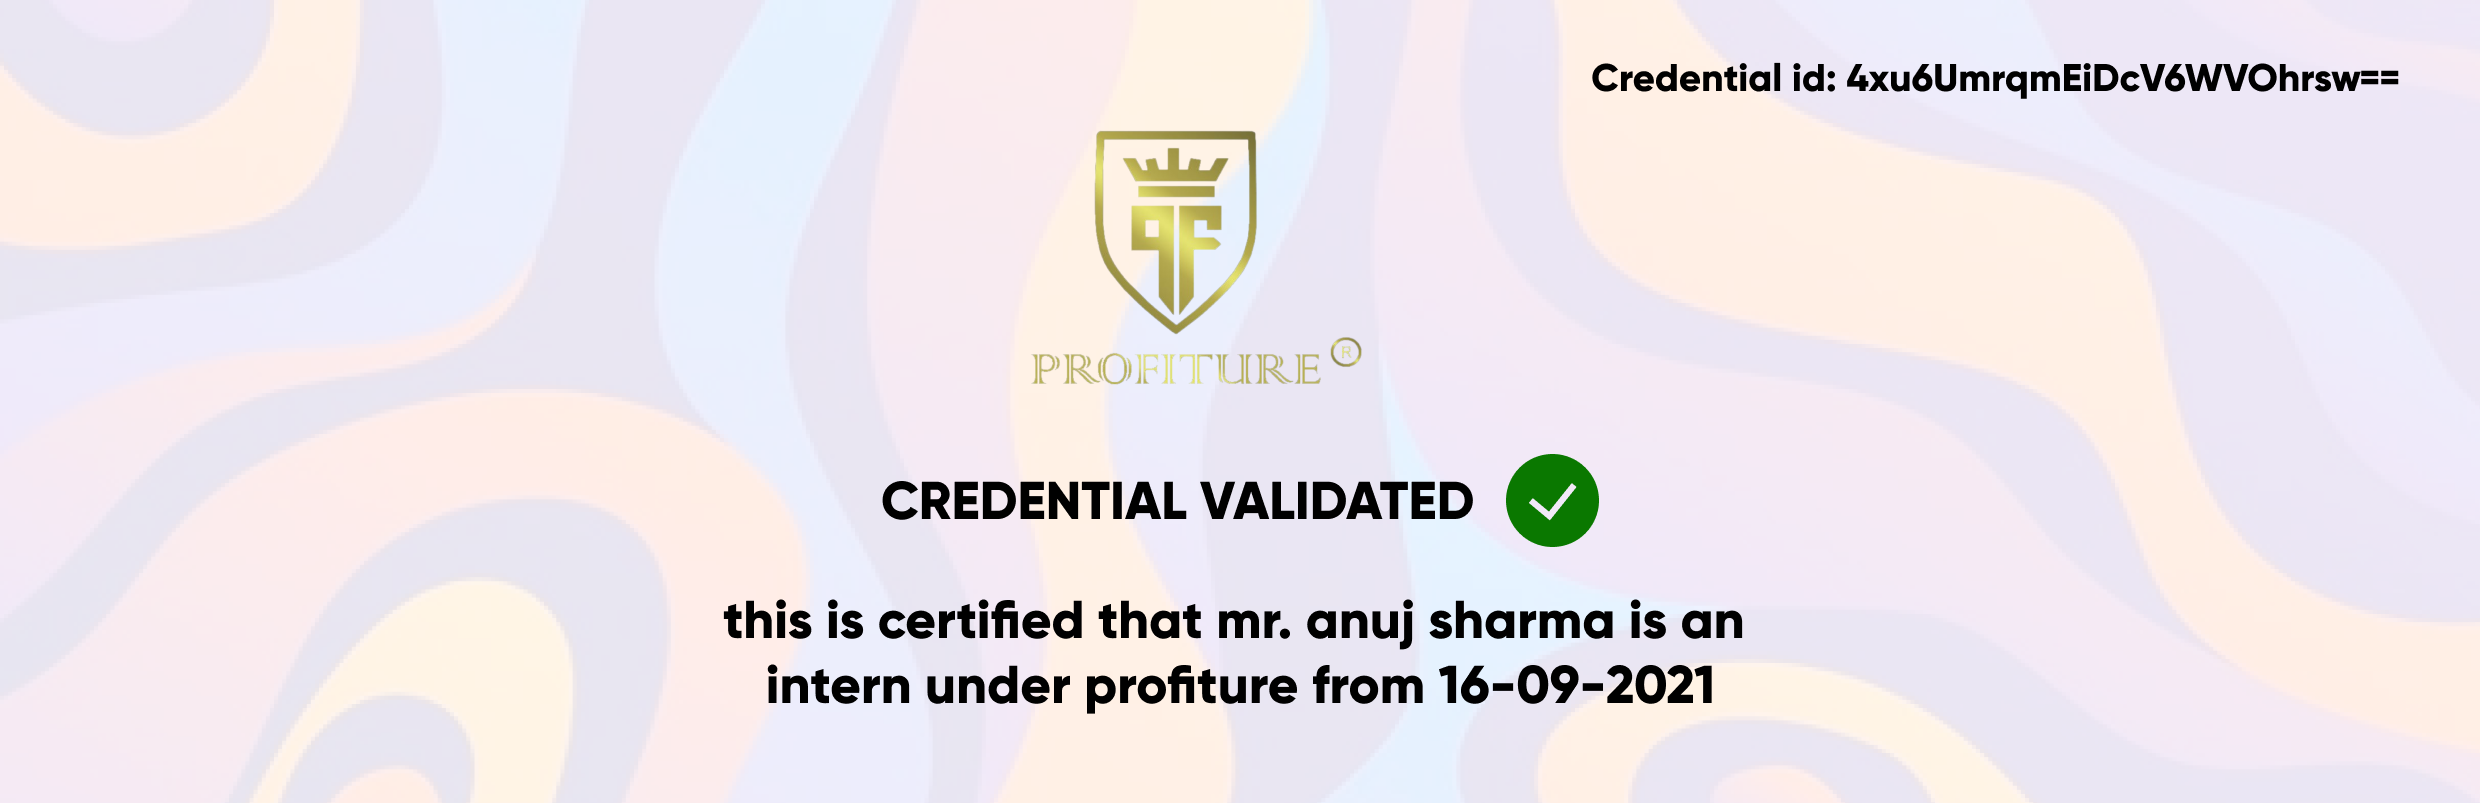 Credential id: 4xu6UmrqmEiDcV6WVOhrsw==
PF
PROFITURE ®
CREDENTIAL VALIDATED
this is certified that mr. anuj sharma is an
intern under profiture from 16-09-2021